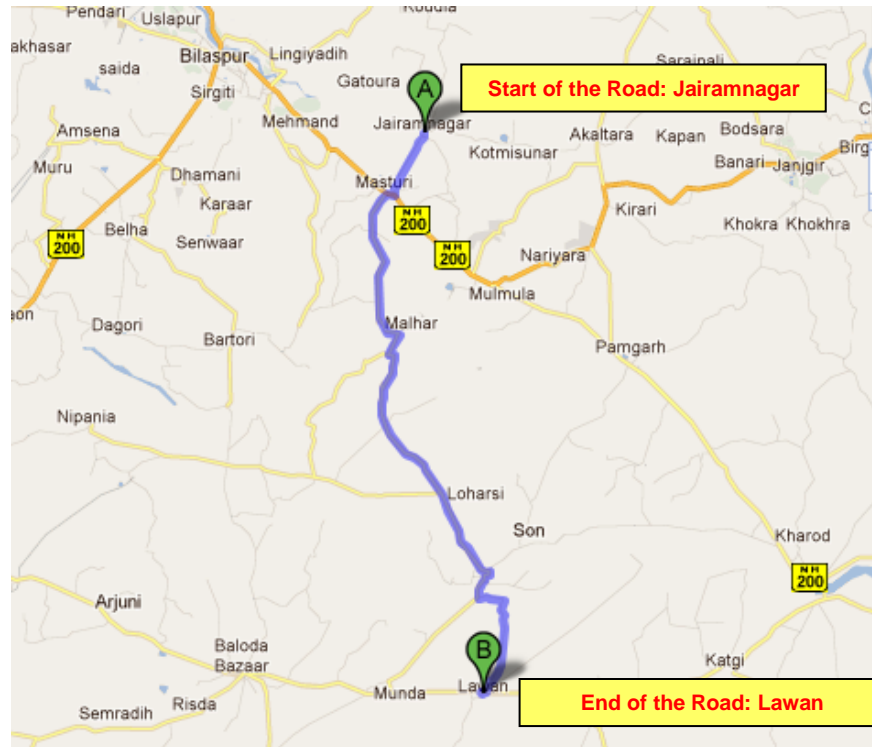 Pendari
Uslapur
Koudia
akhasar
Bilaspur
Lingiyadih
saida
Gatoura
Sarainali
Sirgiti
A
Start of the Road: Jairamnagar
Mehmand
Jairamnagar
Amsena
Akaltara
Kapan
Bodsara
Kotmisunar
Birg
Muru
Banari
Janjgir
Dhamani
Masturi
Karaar
Kirari
NH
200
Belha
Senwaar
Khokra
Khokhra
NH
200
NH
200
Nariyara
Mulmula
aon
Dagori
Malhar
Bartori
Pamgarh
Nipania
Loharsi
Son
Kharod
NH
200
Arjuni
Baloda
Bazaar
B
Katgi
Munda
Lawan
Risda
Semradih
End of the Road: Lawan